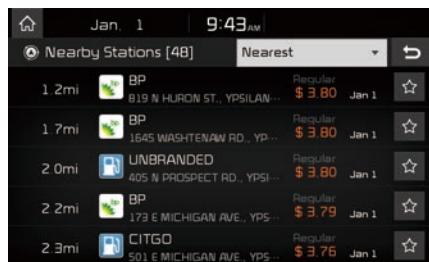 Jan. 1 9:43 AM
Nearby Stations [48] Nearest
1.2mi BP Regular
819 N HURON ST., YPSILAN... $ 3.80 Jan 1
1.7mi BP Regular
1645 WASHTENAW RD., YP... $ 3.80 Jan 1
2.0mi UNBRANDED Regular
405 N PROSPECT RD., YPSI... $ 3.80 Jan 1
2.2mi BP Regular
173 E MICHIGAN AVE., YPS... $ 3.79 Jan 1
2.3mi CITGO Regular
501 E MICHIGAN AVE., YPS... $ 3.76 Jan 1